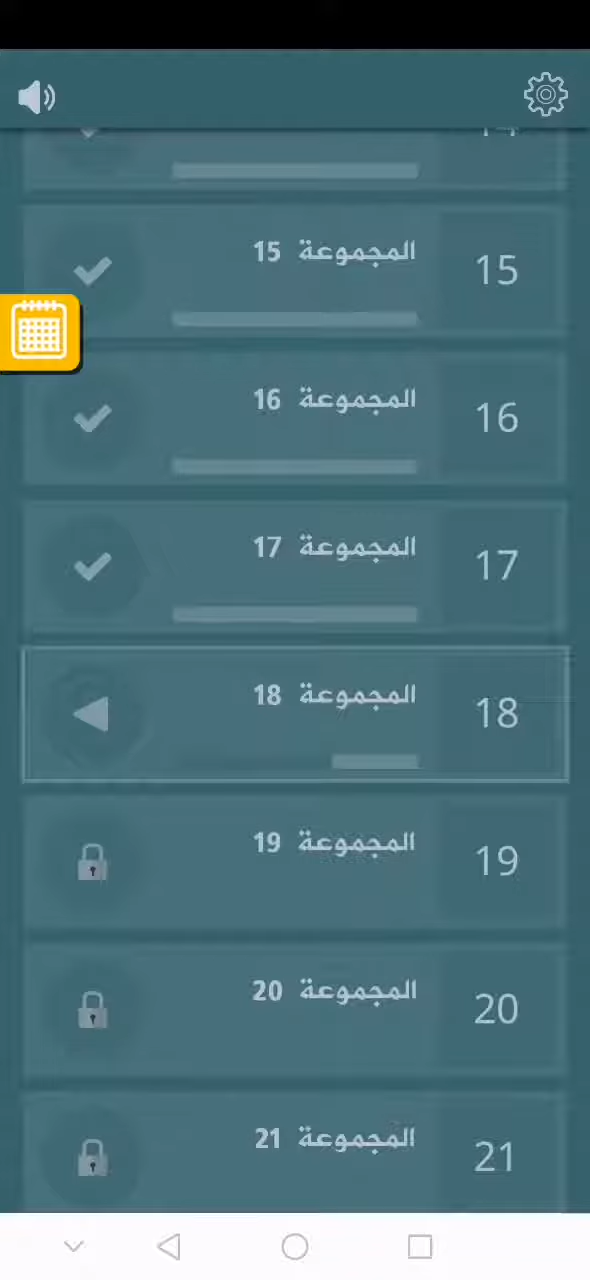 المجموعة 15
15
المجموعة 16
16
المجموعة 17
17
المجموعة 18
18
المجموعة 19
19
المجموعة 20
20
المجموعة 21
21